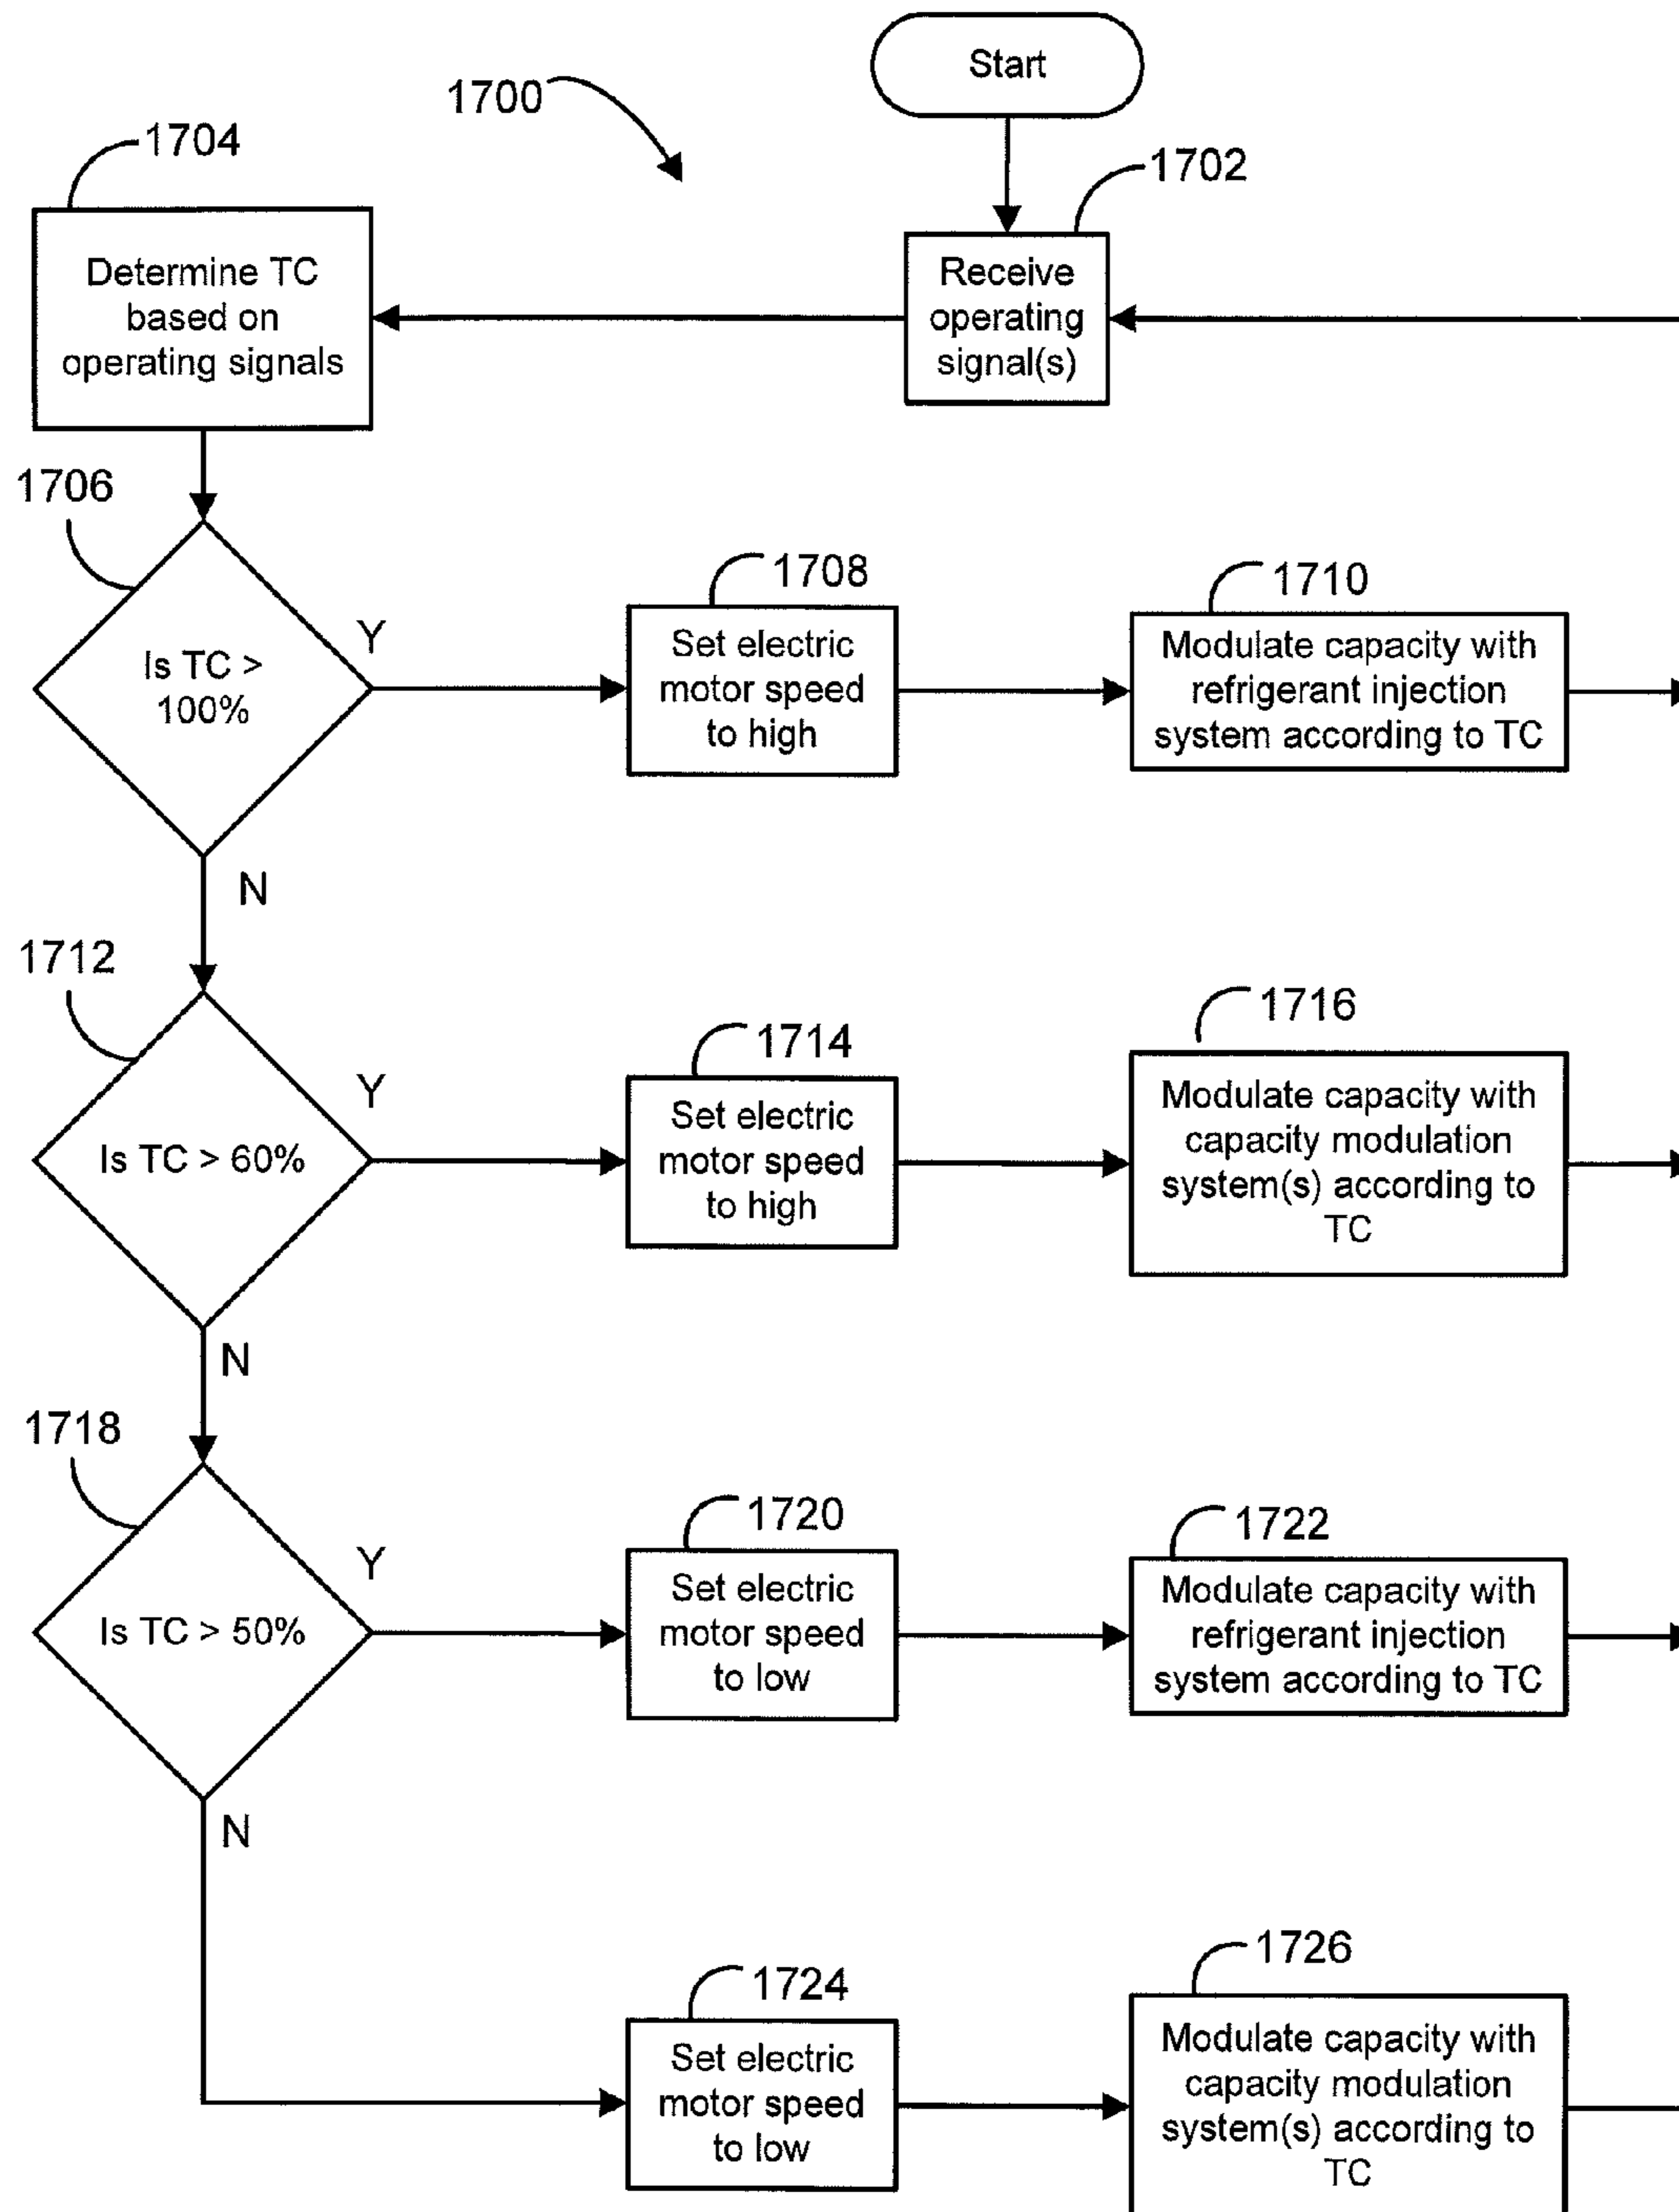 Start
1700
1702
Receive
operating
signal(s)
1704
Determine TC
based on
operating signals
1706
Is TC >
100%
Y
N
1708
Set electric
motor speed
to high
1710
Modulate capacity with
refrigerant injection
system according to TC
1712
Is TC > 60%
Y
N
1714
Set electric
motor speed
to high
1716
Modulate capacity with
capacity modulation
system(s) according to
TC
1718
Is TC > 50%
Y
N
1720
Set electric
motor speed
to low
1722
Modulate capacity with
refrigerant injection
system according to TC
1724
Set electric
motor speed
to low
1726
Modulate capacity with
capacity modulation
system(s) according to
TC